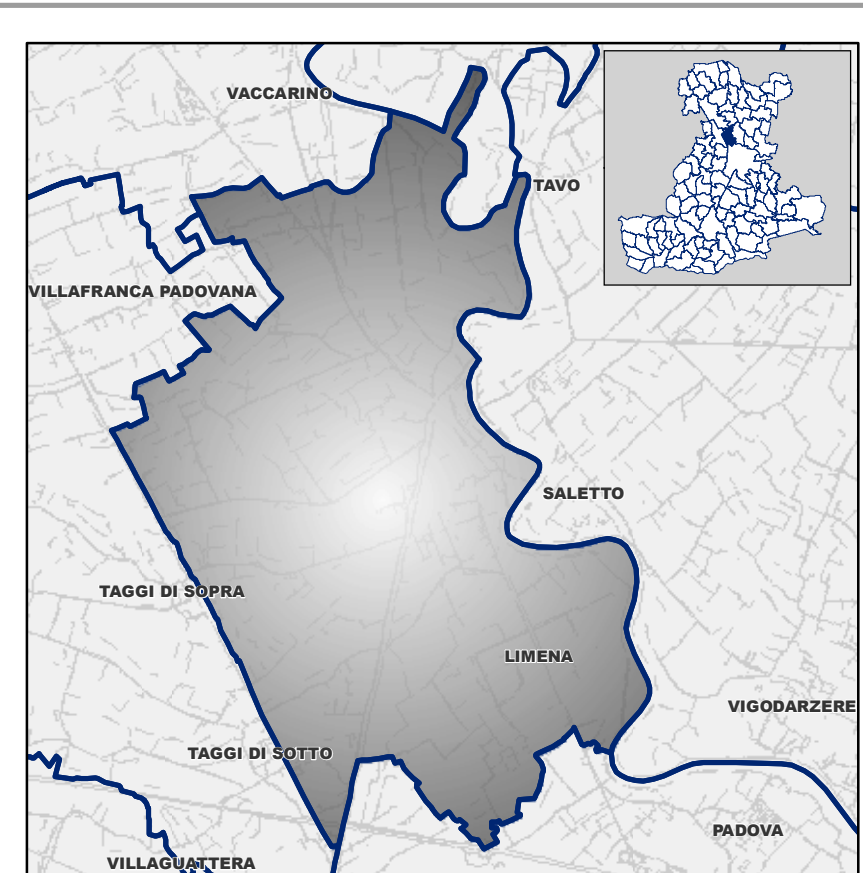 VACCARINO
TAVO
VILLAFRANCA PADOVANA
SALETTO
TAGGI DI SOPRA
LIMENA
VIGODARZERE
TAGGI DI SOTTO
PADOVA
VILLAGUATTERA